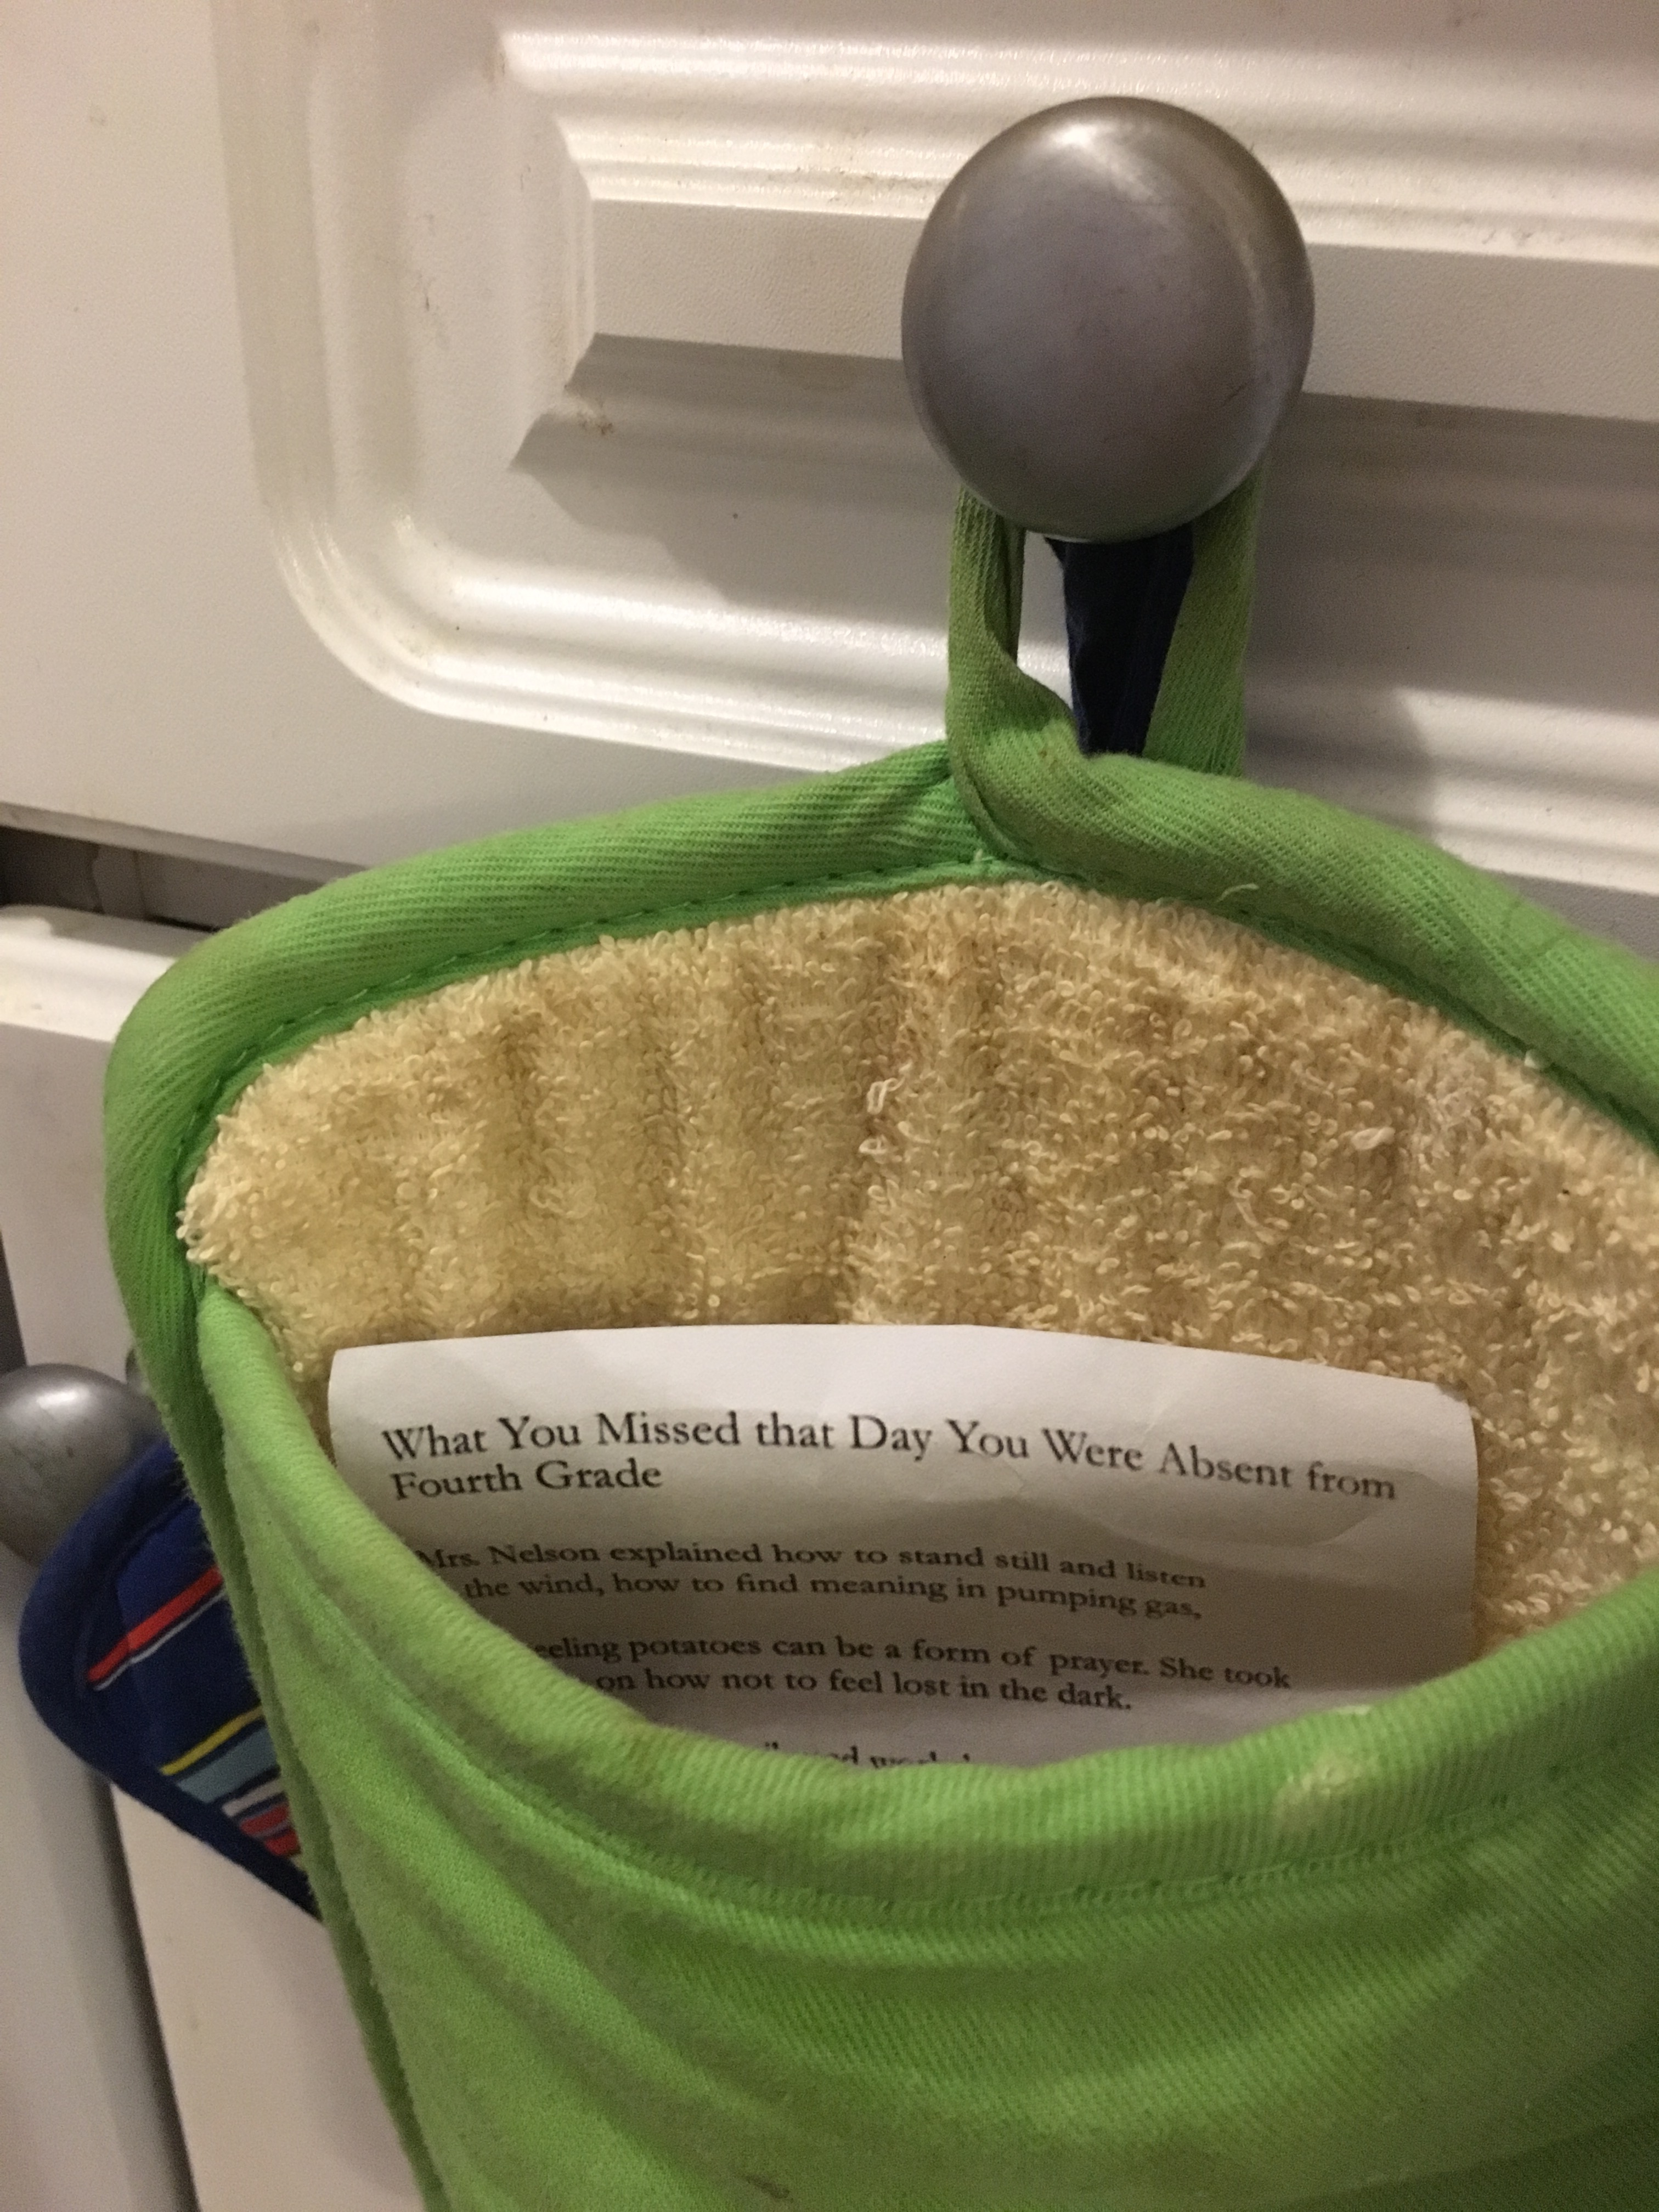 What You Missed that Day You Were Absent from
Fourth Grade
Mrs. Nelson explained how to stand still and listen
the wind, how to find meaning in pumping gas,
eeling potatoes can be a form of prayer. She took
on how not to feel lost in the dark.